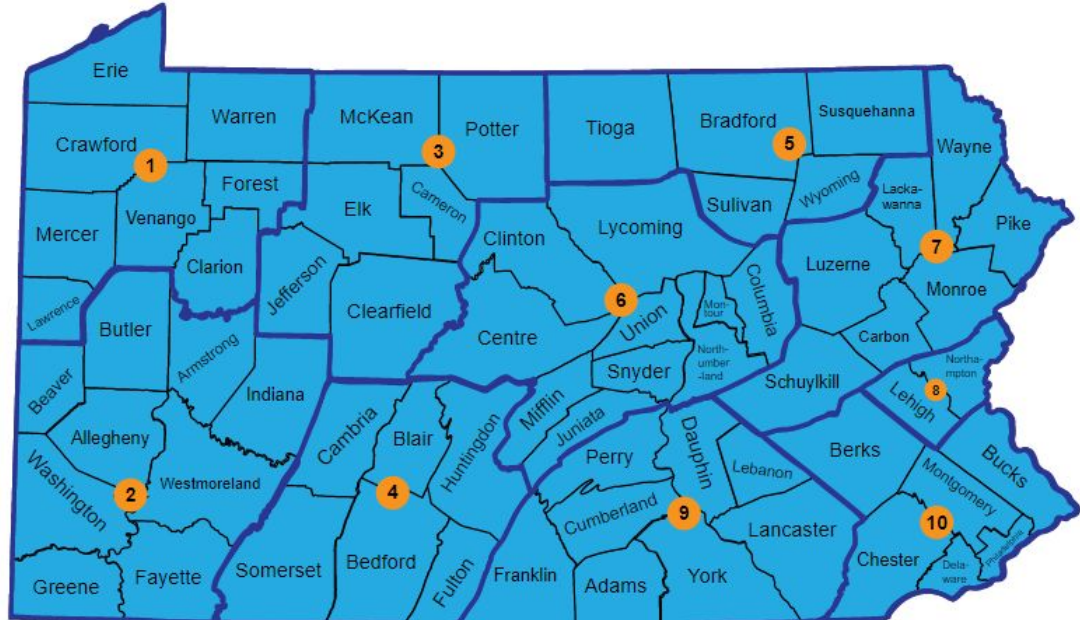 Erie
Warren
McKean
Potter
Tioga
Bradford
Susquehanna
Wayne
Crawford
1
3
5
Forest
Elk
Cameron
Sulivan
Wyoming
Lacka-
wanna
Pike
Mercer
Venango
Clarion
Clinton
Lycoming
7
Luzerne
Monroe
Lawrence
Butler
Jefferson
Clearfield
Centre
6
Union
Mon-
tour
Columbia
Carbon
Armstrong
Beaver
Indiana
Snyder
North-
umber
-land
Schuylkill
Northa-
mpton
8
Lehigh
Allegheny
Cambria
Blair
Huntingdon
Mifflin
Juniata
Perry
Dauphin
Lebanon
Berks
Bucks
Montgomery
Washington
2
Westmoreland
4
Cumberland
9
Lancaster
10
Chester
Dela-
ware
Philadelphia
Greene
Fayette
Somerset
Bedford
Fulton
Franklin
Adams
York